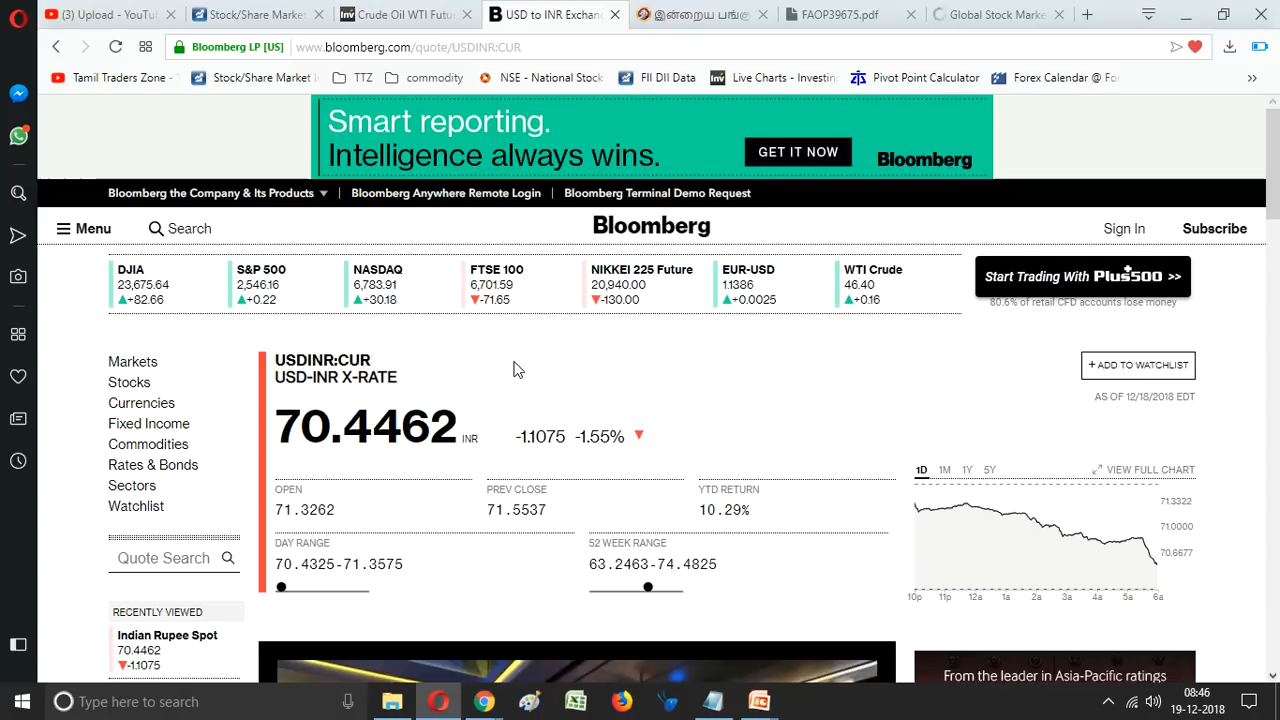 (3) Upload - YouTu
Stock/Share Market
Crude Oil WTI Futur
USD to INR Exchang
இன்றைய பங்
FAOP39675.pdf
Global Stock Mark
Bloomberg LP [US]
www.bloomberg.com/quote/USDINR:CUR
Tamil Traders Zone -
Stock/Share Market I
TTZ
commodity
NSE - National Stock
FII DII Data
Live Charts - Investin
Pivot Point Calculator
Forex Calendar @ Fo
Smart reporting.
Intelligence always wins.
GET IT NOW
Bloomberg
Bloomberg the Company & Its Products
Bloomberg Anywhere Remote Login
Bloomberg Terminal Demo Request
Menu
Search
Bloomberg
Sign In
Subscribe
DJIA
23,675.64
+82.66
S&P 500
2,546.16
+0.22
NASDAQ
6,783.91
+30.18
FTSE 100
6,701.59
-71.65
NIKKEI 225 Future
20,940.00
-130.00
EUR-USD
1.1386
+0.0025
WTI Crude
46.40
+0.16
Start Trading With Plus500 >>
80.6% of retail CFD accounts lose money
Markets
Stocks
Currencies
Fixed Income
Commodities
Rates & Bonds
Sectors
Watchlist
Quote Search
RECENTLY VIEWED
Indian Rupee Spot
70.4462
-1.1075
USDINR:CUR
USD-INR X-RATE
70.4462 INR -1.1075 -1.55%
OPEN
71.3262
PREV CLOSE
71.5537
YTD RETURN
10.29%
DAY RANGE
70.4325-71.3575
52 WEEK RANGE
63.2463-74.4825
+ ADD TO WATCHLIST
AS OF 12/18/2018 EDT
1D 1M 1Y 5Y
VIEW FULL CHART
71.3322
71.0000
70.6677
10p 11p 12a 1a 2a 3a 4a 5a 6a
From the leader in Asia-Pacific ratings
Type here to search
08:46
19-12-2018